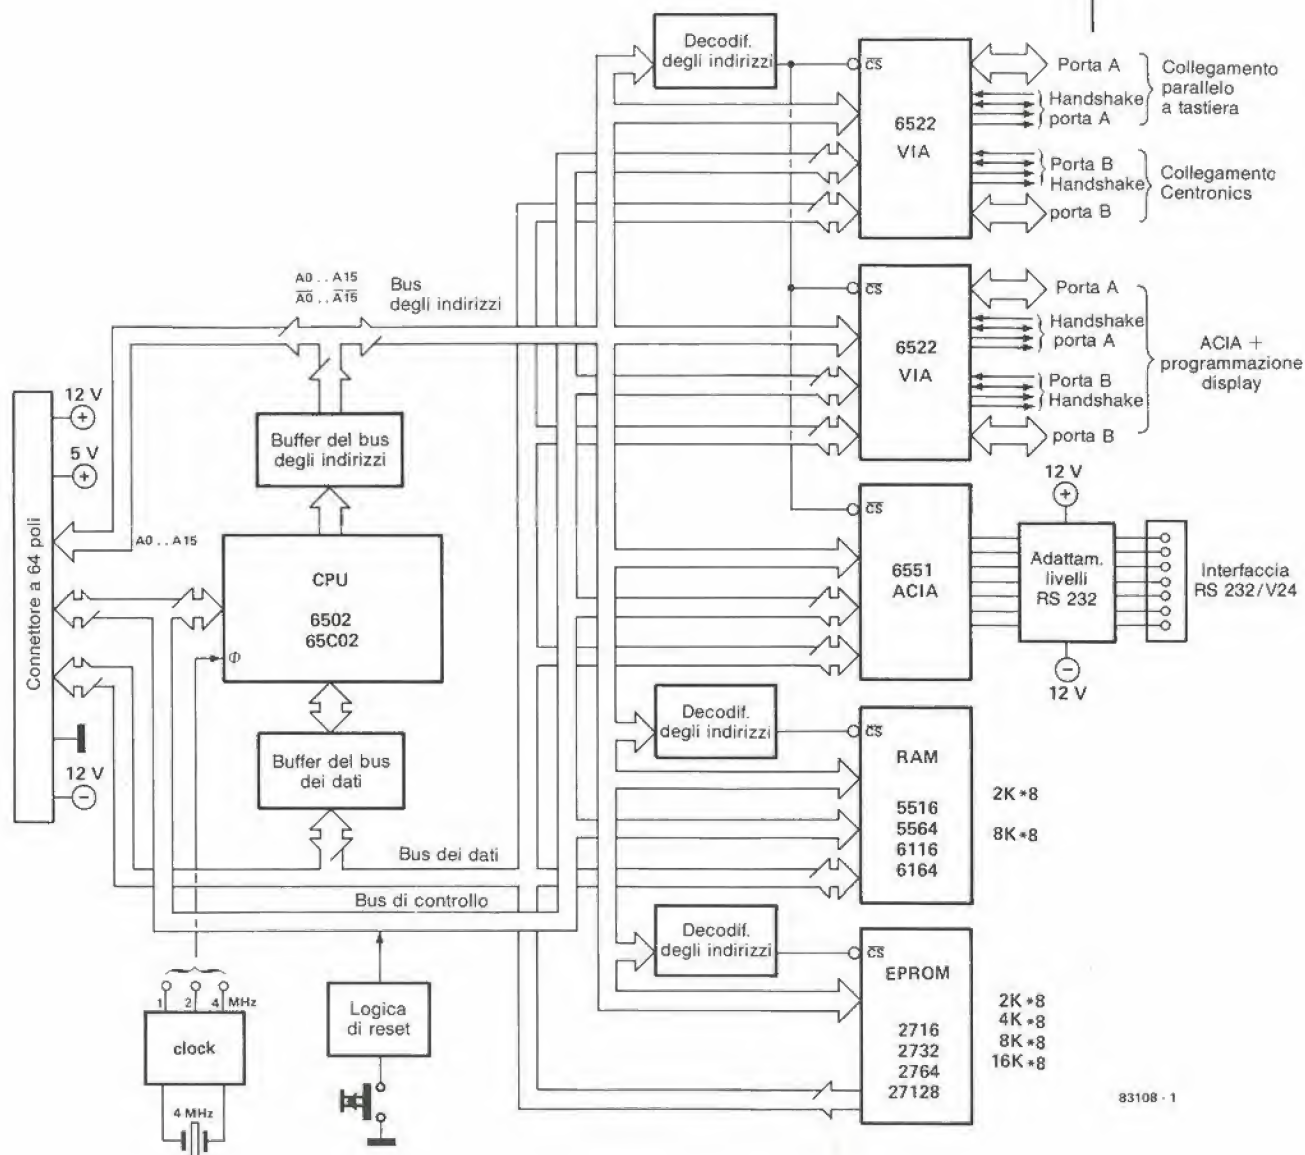 Decodif.
degli indirizzi
CS
6522
VIA
Porta A
Handshake
porta A
Collegamento
parallelo
a tastiera
Porta B
Handshake
porta B
Collegamento
Centronics
A0 . . A15
A0 . . A15
Bus
degli indirizzi
CS
6522
VIA
Porta A
Handshake
porta A
Porta B
Handshake
porta B
ACIA +
programmazione
display
Connettore a 64 poli
12 V
+
5 V
+
A0 . . A15
12 V
−
Buffer del bus
degli indirizzi
CPU
6502
65C02
Φ
Buffer del bus
dei dati
CS
6551
ACIA
12 V
+
Adattam.
livelli
RS 232
−
12 V
Interfaccia
RS 232/V24
Decodif.
degli indirizzi
CS
RAM
5516
5564
6116
6164
2K*8
8K*8
Bus dei dati
Bus di controllo
Decodif.
degli indirizzi
CS
EPROM
2716
2732
2764
27128
2K*8
4K*8
8K*8
16K*8
1 2 4 MHz
clock
4 MHz
Logica
di reset
83108 - 1